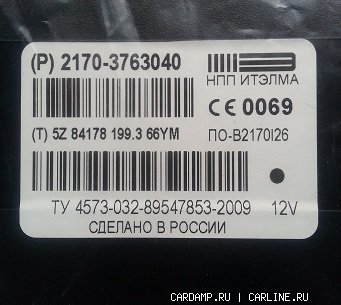 (P) 2170-3763040
НПП ИТЭЛМА
CE 0069
(T) 5Z 84178 199.3 66YM
ПО-В2170I26
ТУ 4573-032-89547853-2009 12V
СДЕЛАНО В РОССИИ
CARDAMP.RU | CARLINE.RU